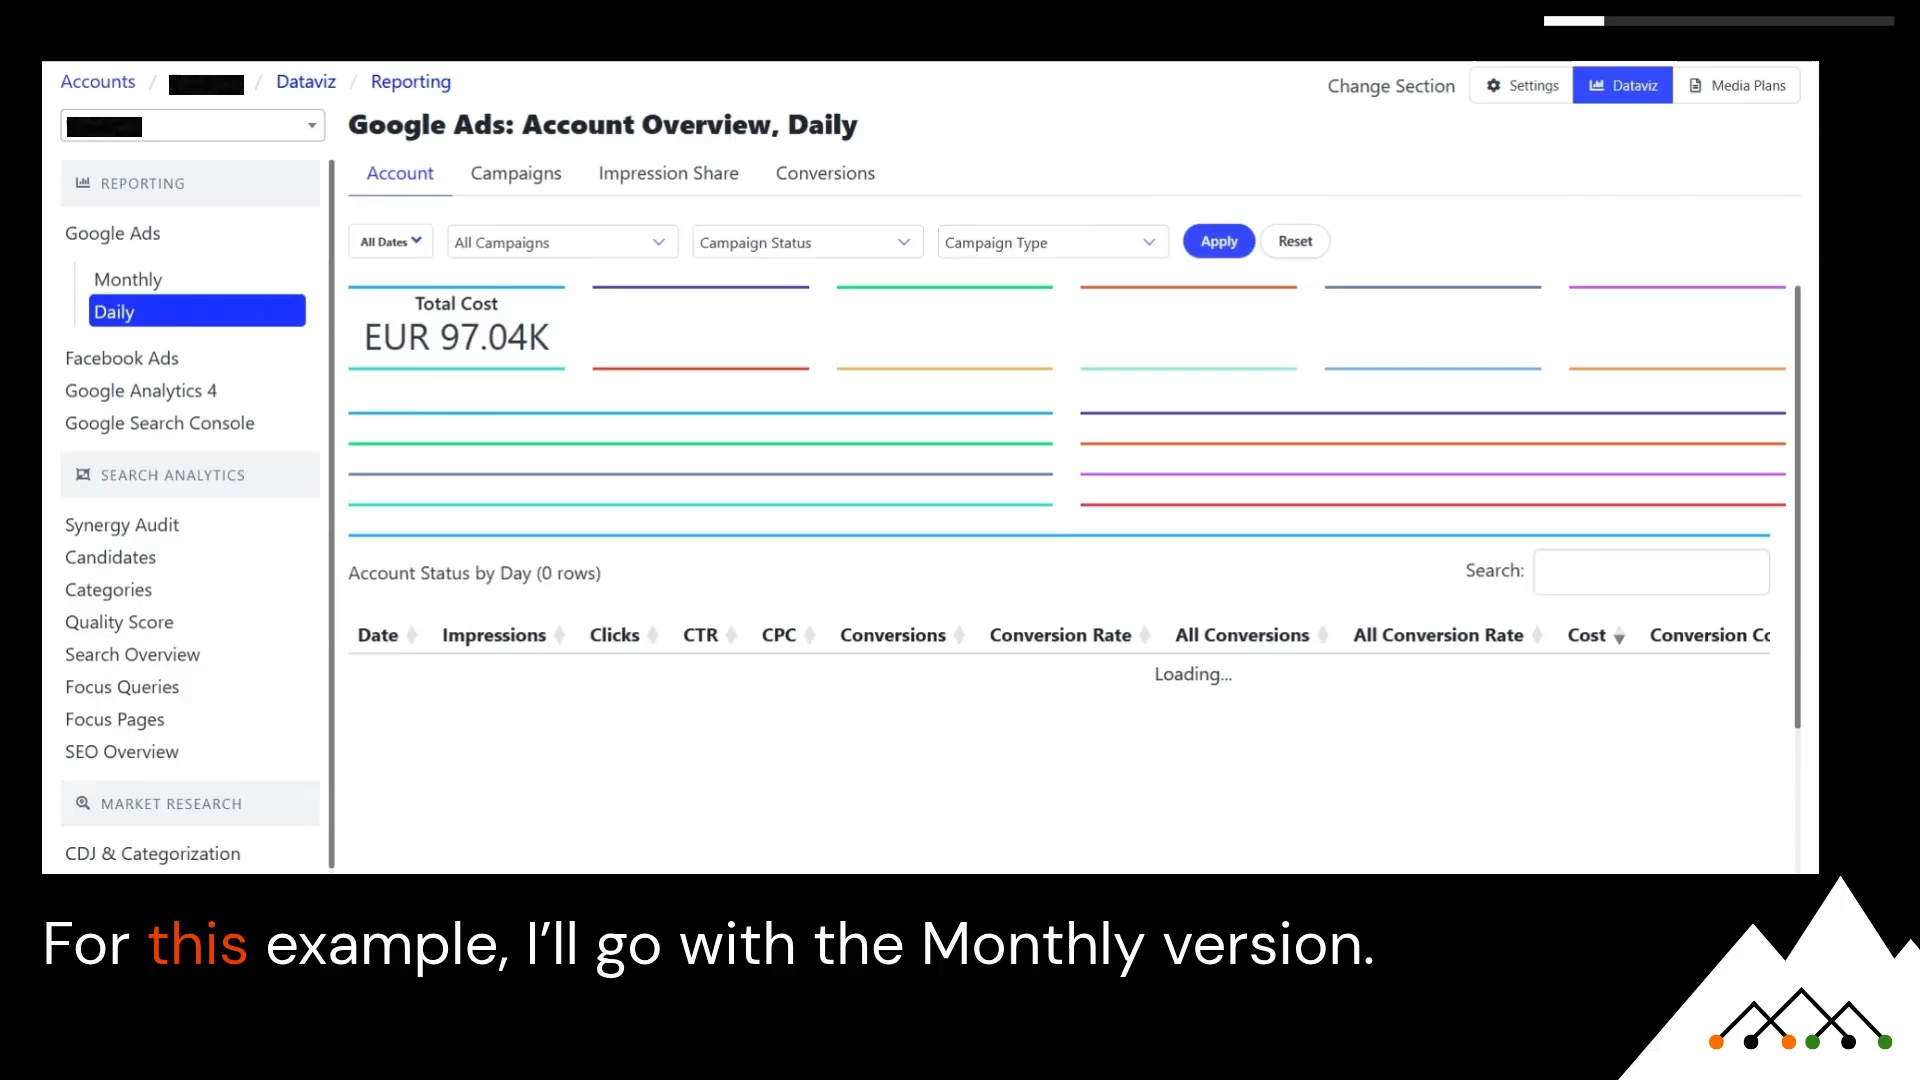 Accounts / / Dataviz / Reporting
Change Section Settings Dataviz Media Plans
Google Ads: Account Overview, Daily
Account Campaigns Impression Share Conversions
REPORTING
Google Ads
Monthly
Daily
Facebook Ads
Google Analytics 4
Google Search Console
SEARCH ANALYTICS
Synergy Audit
Candidates
Categories
Quality Score
Search Overview
Focus Queries
Focus Pages
SEO Overview
MARKET RESEARCH
CDJ & Categorization
All Dates All Campaigns Campaign Status Campaign Type Apply Reset
Total Cost
EUR 97.04K
Account Status by Day (0 rows)
Search:
Date Impressions Clicks CTR CPC Conversions Conversion Rate All Conversions All Conversion Rate Cost Conversion Co
Loading...
For this example, I’ll go with the Monthly version.